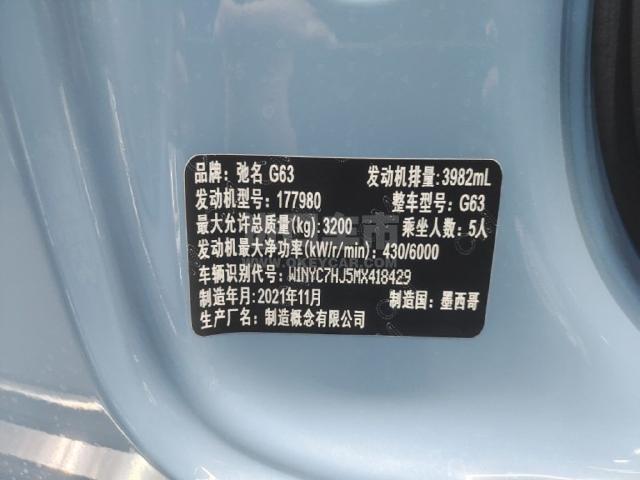 品牌: 弛名 G63 发动机排量: 3982mL
发动机型号: 177980 整车型号: G63
最大允许总质量(kg): 3200 乘坐人数: 5人
发动机最大净功率(kW/r/min): 430/6000
车辆识别代号: W1NYC7HJ5MX418429
制造年月: 2021年11月 制造国: 墨西哥
生产厂名: 制造概念有限公司
WWW.OKEYCAR.COM